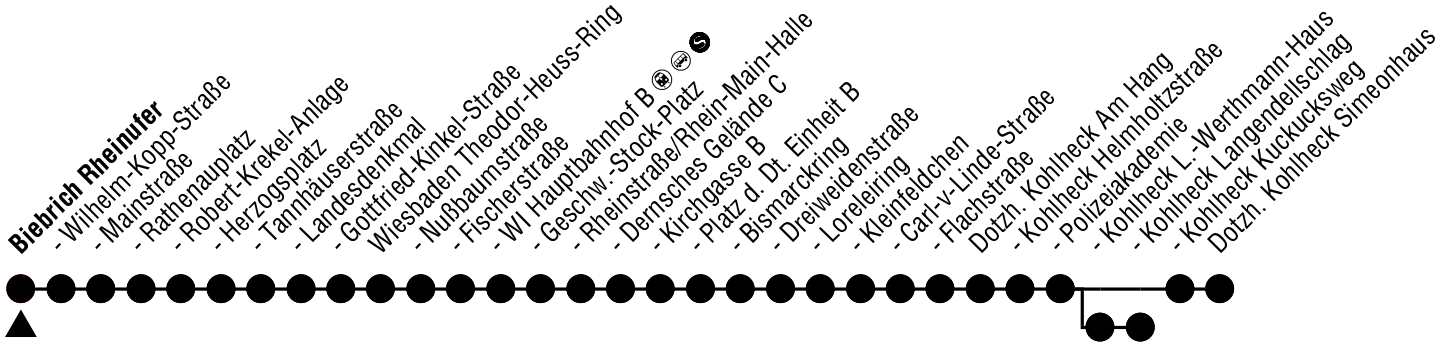 Biebrich Rheinufer
- Wilhelm-Kopp-Straße
- Mainstraße
- Rathenauplatz
- Robert-Krekel-Anlage
- Herzogsplatz
- Tannhäuserstraße
- Landesdenkmal
- Gottfried-Kinkel-Straße
Wiesbaden Theodor-Heuss-Ring
- Nußbaumstraße
- Fischerstraße
- WI Hauptbahnhof B S
- Geschw.-Stock-Platz
- Rheinstraße/Rhein-Main-Halle
- Dernsches Gelände C
- Kirchgasse B
- Platz d. Dt. Einheit B
- Bismarckring
- Dreiweidenstraße
- Loreleiring
- Kleinfeldchen
- Carl-v-Linde-Straße
- Flachstraße
Dotzh. Kohlheck Am Hang
- Kohlheck Helmholtzstraße
- Polizeiakademie
- Kohlheck L.-Werthmann-Haus
- Kohlheck Langendellschlag
- Kohlheck Kuckucksweg
Dotzh. Kohlheck Simeonhaus